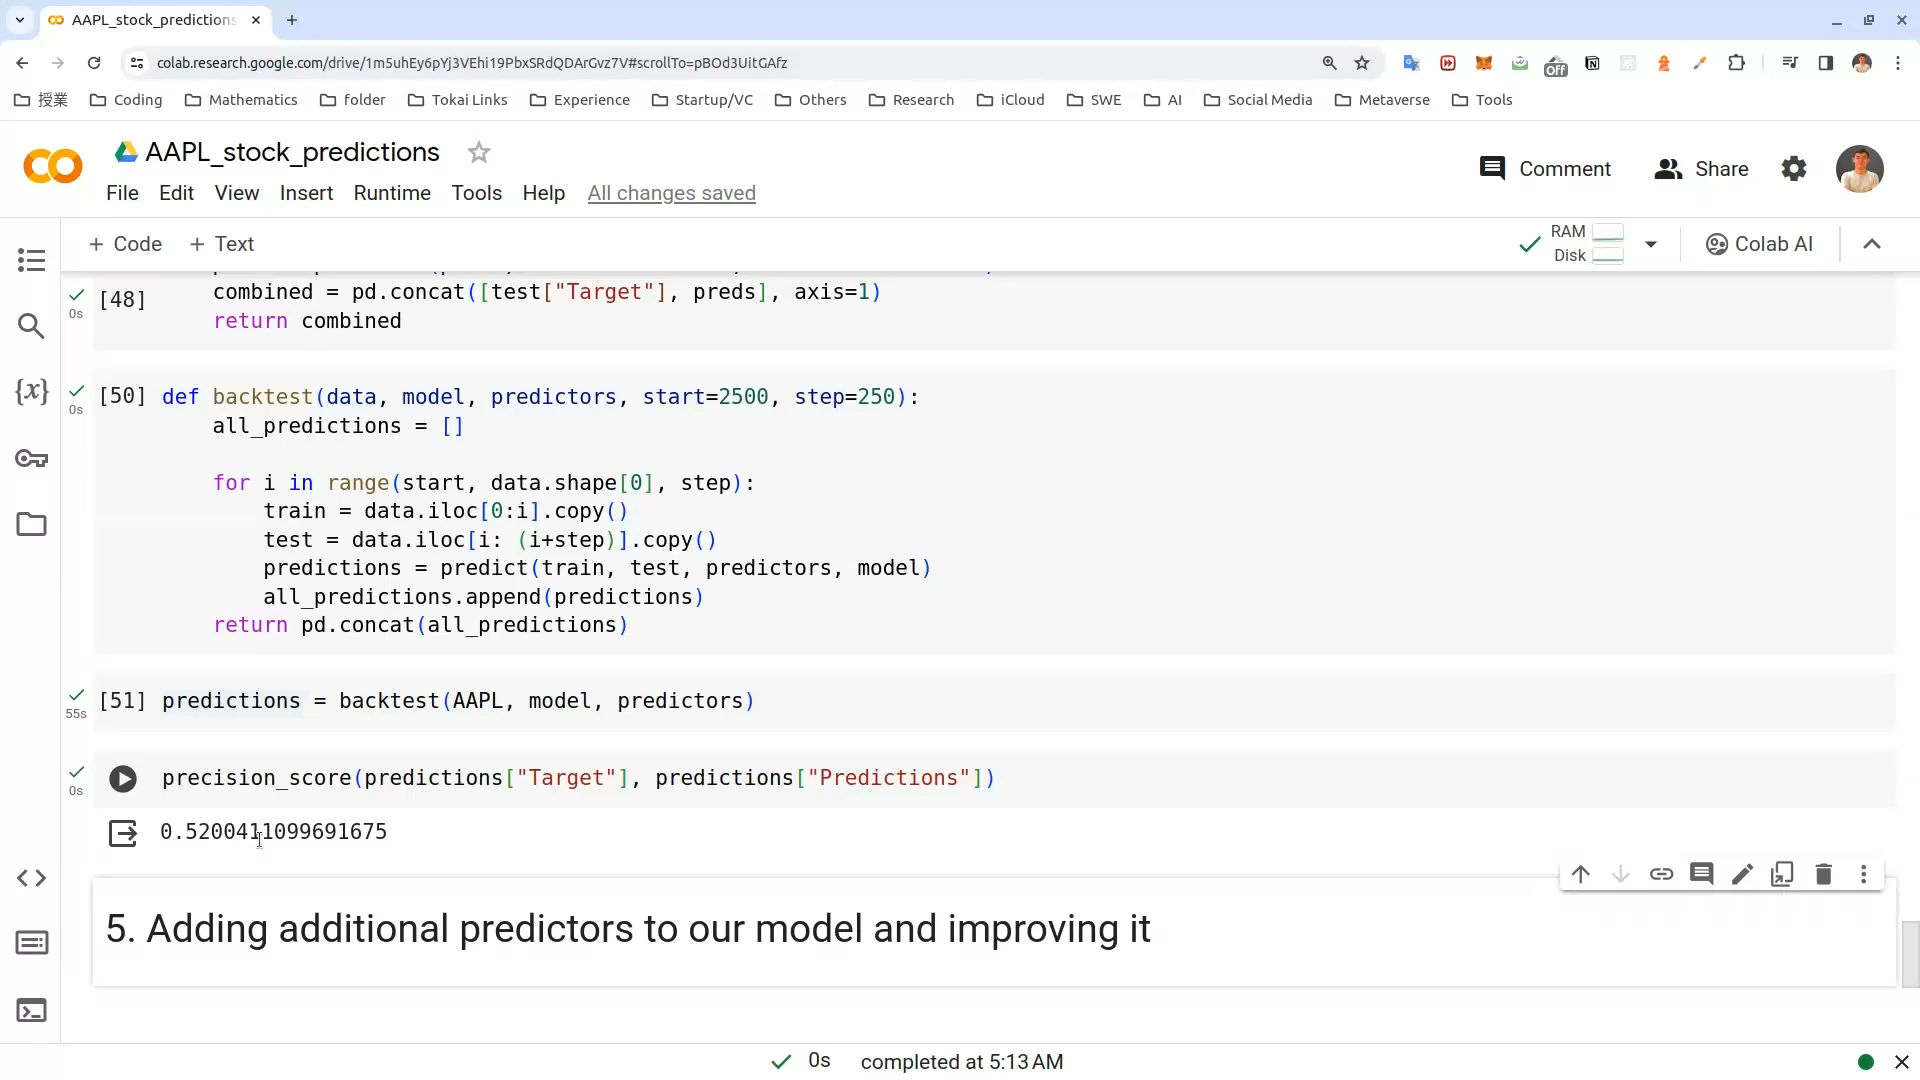 AAPL_stock_predictions
colab.research.google.com/drive/1m5uhEy6pYj3VEhi19PbxSRdQDArGvz7V#scrollTo=pBOd3UitGAfz
Off
授業 Coding Mathematics folder Tokai Links Experience Startup/VC Others Research iCloud SWE AI Social Media Metaverse Tools
AAPL_stock_predictions
Comment Share
File Edit View Insert Runtime Tools Help All changes saved
+ Code + Text
RAM
Disk
Colab AI
[48] combined = pd.concat([test["Target"], preds], axis=1)
0s
return combined
[50] def backtest(data, model, predictors, start=2500, step=250):
0s
all_predictions = []
for i in range(start, data.shape[0], step):
train = data.iloc[0:i].copy()
test = data.iloc[i: (i+step)].copy()
predictions = predict(train, test, predictors, model)
all_predictions.append(predictions)
return pd.concat(all_predictions)
[51] predictions = backtest(AAPL, model, predictors)
55s
precision_score(predictions["Target"], predictions["Predictions"])
0s
0.5200411099691675
5. Adding additional predictors to our model and improving it
0s completed at 5:13 AM